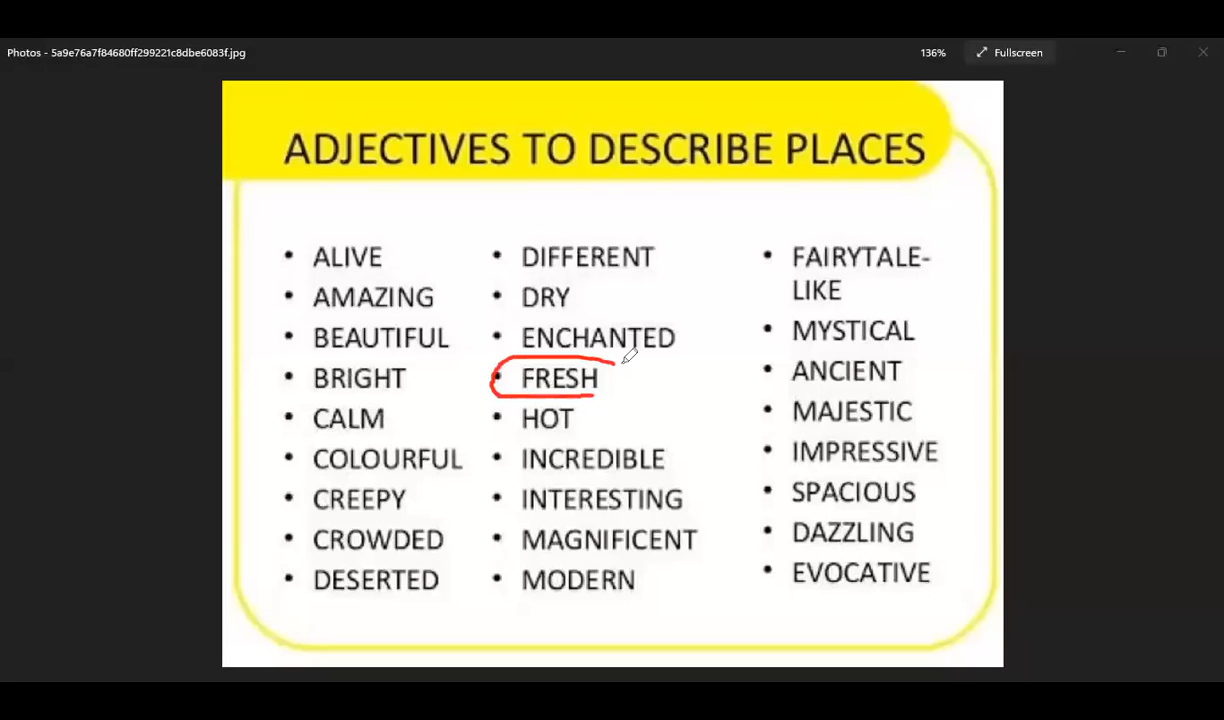 Photos - 5a9e76a7f84680ff299221c8dbe6083f.jpg
136%
Fullscreen
ADJECTIVES TO DESCRIBE PLACES
• ALIVE
• AMAZING
• BEAUTIFUL
• BRIGHT
• CALM
• COLOURFUL
• CREEPY
• CROWDED
• DESERTED
• DIFFERENT
• DRY
• ENCHANTED
• FRESH
• HOT
• INCREDIBLE
• INTERESTING
• MAGNIFICENT
• MODERN
• FAIRYTALE-
LIKE
• MYSTICAL
• ANCIENT
• MAJESTIC
• IMPRESSIVE
• SPACIOUS
• DAZZLING
• EVOCATIVE